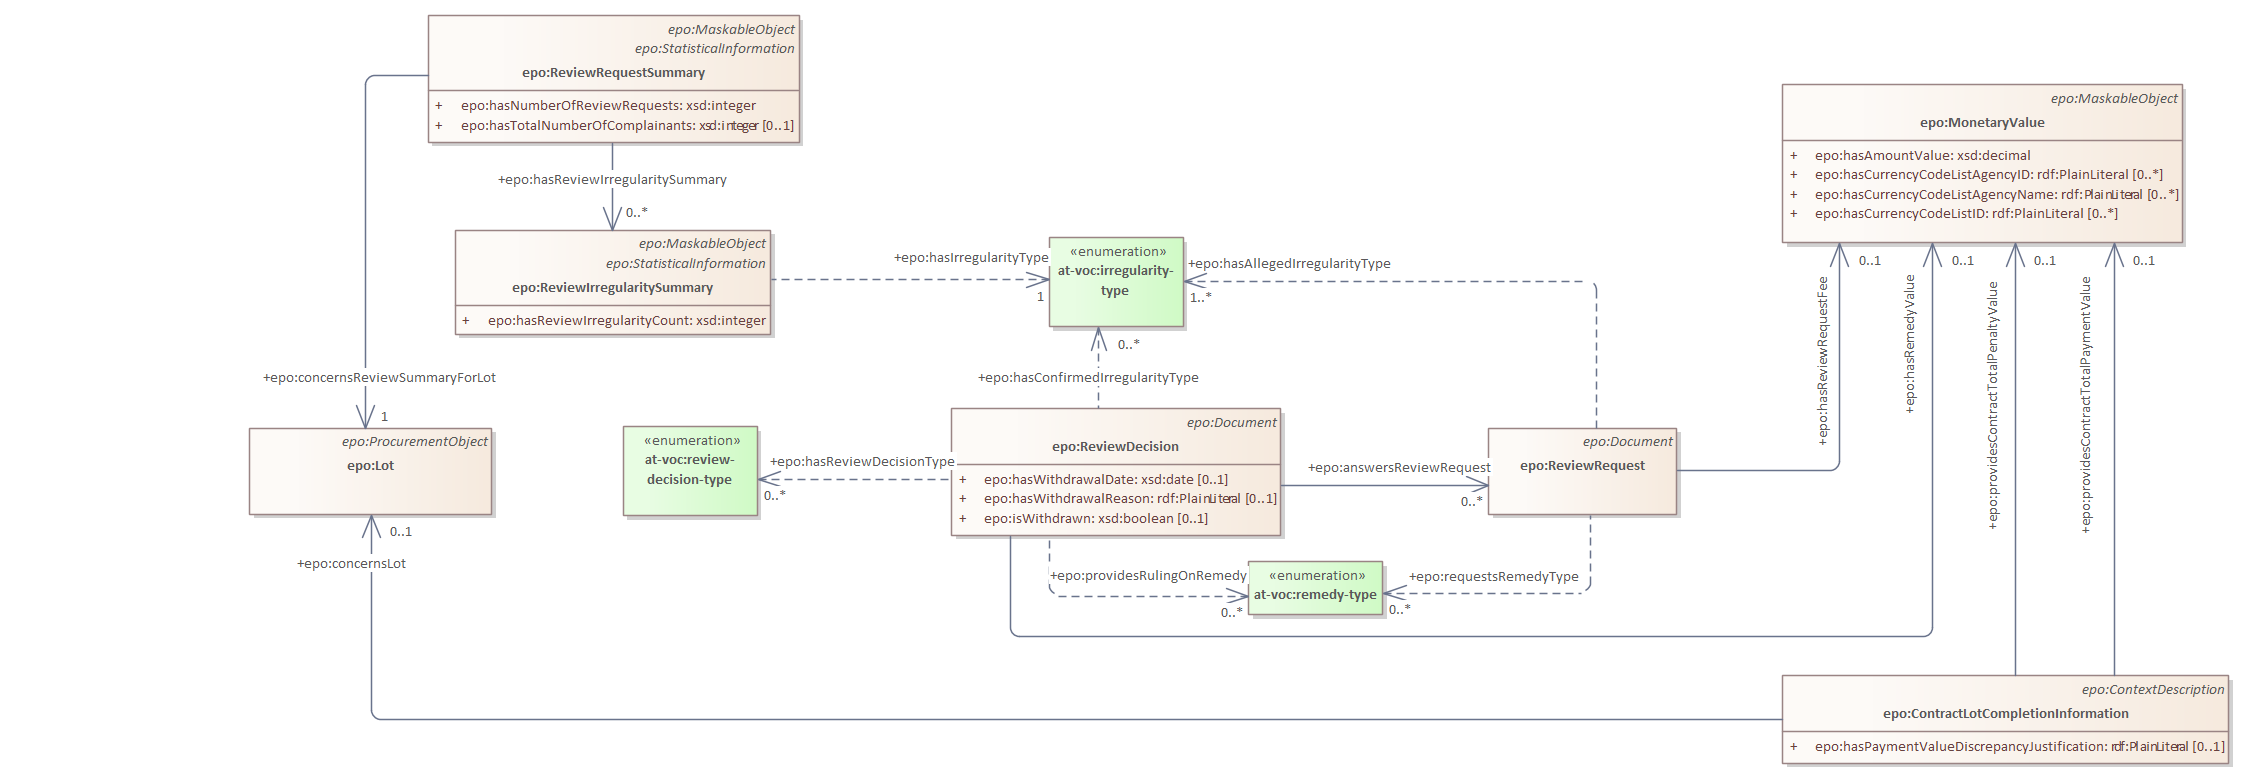 epo:MaskableObject
epo:StatisticalInformation
epo:ReviewRequestSummary
+ epo:hasNumberOfReviewRequests: xsd:integer
+ epo:hasTotalNumberOfComplainants: xsd:integer [0..1]
+epo:hasReviewIrregularitySummary
0..*
epo:MaskableObject
epo:StatisticalInformation
epo:ReviewIrregularitySummary
+ epo:hasReviewIrregularityCount: xsd:integer
+epo:hasIrregularityType
1
«enumeration»
at-voc:irregularity-
type
+epo:hasAllegedIrregularityType
1..*
0..*
+epo:hasConfirmedIrregularityType
epo:MaskableObject
epo:MonetaryValue
+ epo:hasAmountValue: xsd:decimal
+ epo:hasCurrencyCodeListAgencyID: rdf:PlainLiteral [0..*]
+ epo:hasCurrencyCodeListAgencyName: rdf:PlainLiteral [0..*]
+ epo:hasCurrencyCodeListID: rdf:PlainLiteral [0..*]
0..1
0..1
0..1
0..1
+epo:hasReviewRequestFee
+epo:hasRemedyValue
+epo:providesContractTotalPenaltyValue
+epo:providesContractTotalPaymentValue
+epo:concernsReviewSummaryForLot
1
epo:ProcurementObject
epo:Lot
0..1
+epo:concernsLot
«enumeration»
at-voc:review-
decision-type
+epo:hasReviewDecisionType
0..*
epo:Document
epo:ReviewDecision
+ epo:hasWithdrawalDate: xsd:date [0..1]
+ epo:hasWithdrawalReason: rdf:PlainLiteral [0..1]
+ epo:isWithdrawn: xsd:boolean [0..1]
+epo:answersReviewRequest
0..*
epo:Document
epo:ReviewRequest
+epo:providesRulingOnRemedy
0..*
«enumeration»
at-voc:remedy-type
+epo:requestsRemedyType
0..*
epo:ContextDescription
epo:ContractLotCompletionInformation
+ epo:hasPaymentValueDiscrepancyJustification: rdf:PlainLiteral [0..1]